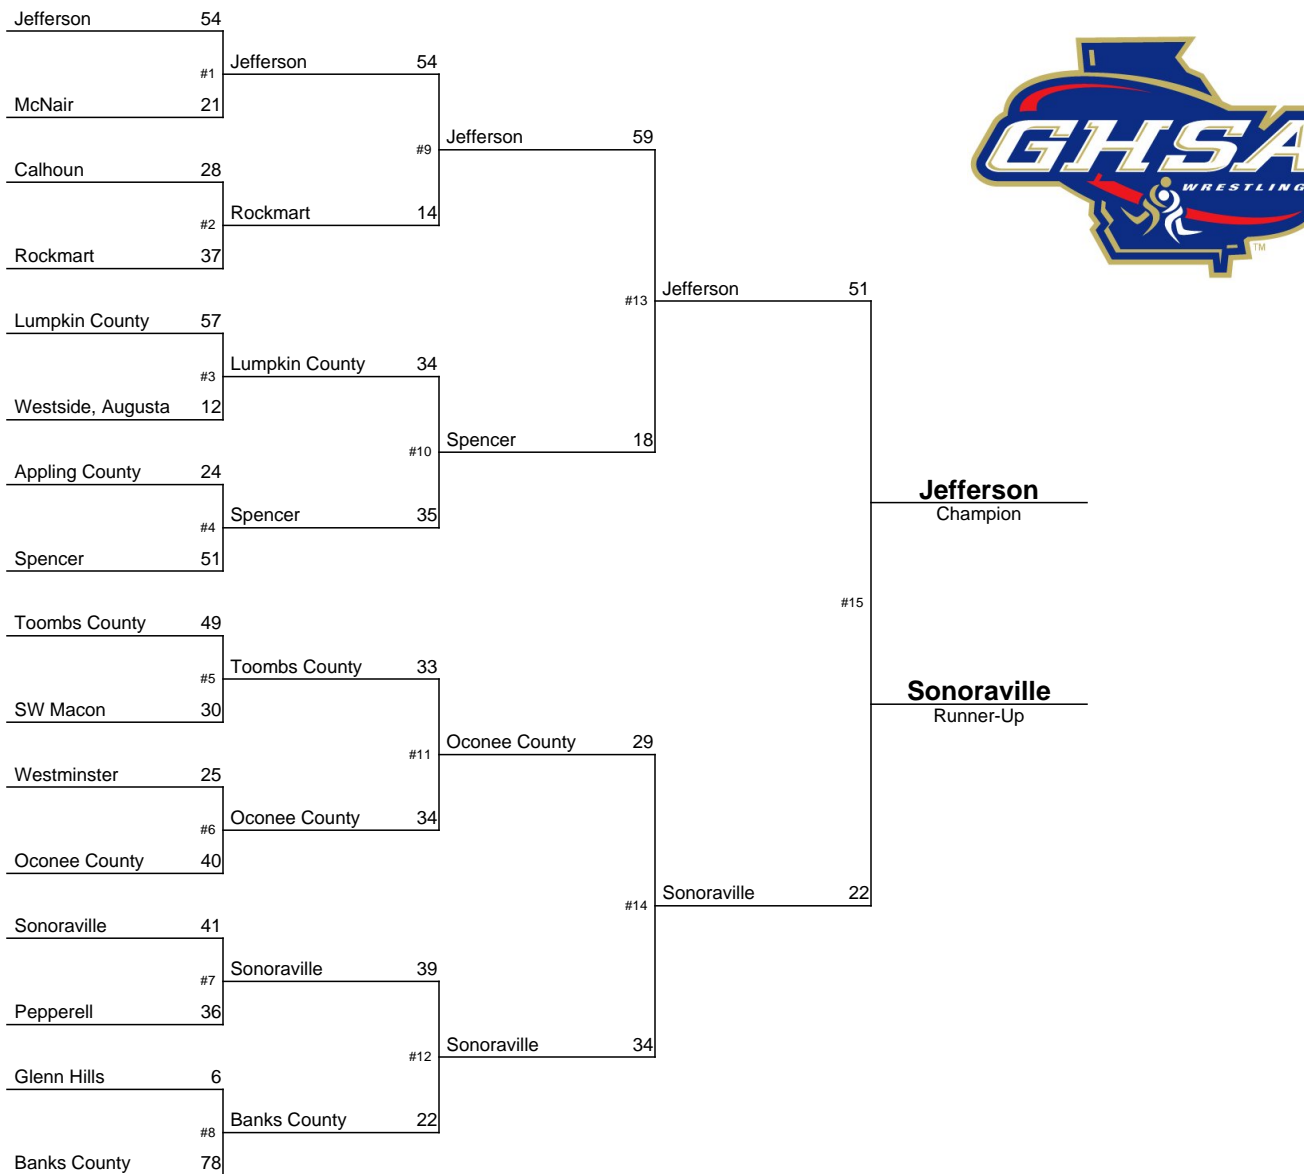 Jefferson 54
#1
McNair 21
Jefferson 54
Calhoun 28
#2
Rockmart 37
Rockmart 14
#9
Jefferson 59
Lumpkin County 57
#3
Westside, Augusta 12
Lumpkin County 34
Appling County 24
#4
Spencer 51
Spencer 35
#10
Spencer 18
#13
Jefferson 51
Toombs County 49
#5
SW Macon 30
Toombs County 33
Westminster 25
#6
Oconee County 40
Oconee County 34
#11
Oconee County 29
Sonoraville 41
#7
Pepperell 36
Sonoraville 39
Glenn Hills 6
#8
Banks County 78
Banks County 22
#12
Sonoraville 34
#14
Sonoraville 22
#15
Jefferson
Champion
Sonoraville
Runner-Up
GHSA
WRESTLING
TM